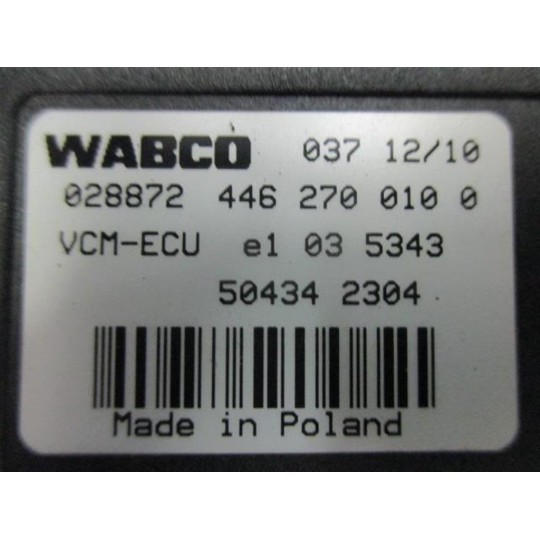 WABCO 037 12/10
028872 446 270 010 0
VCM-ECU e1 03 5343
50434 2304
Made in Poland